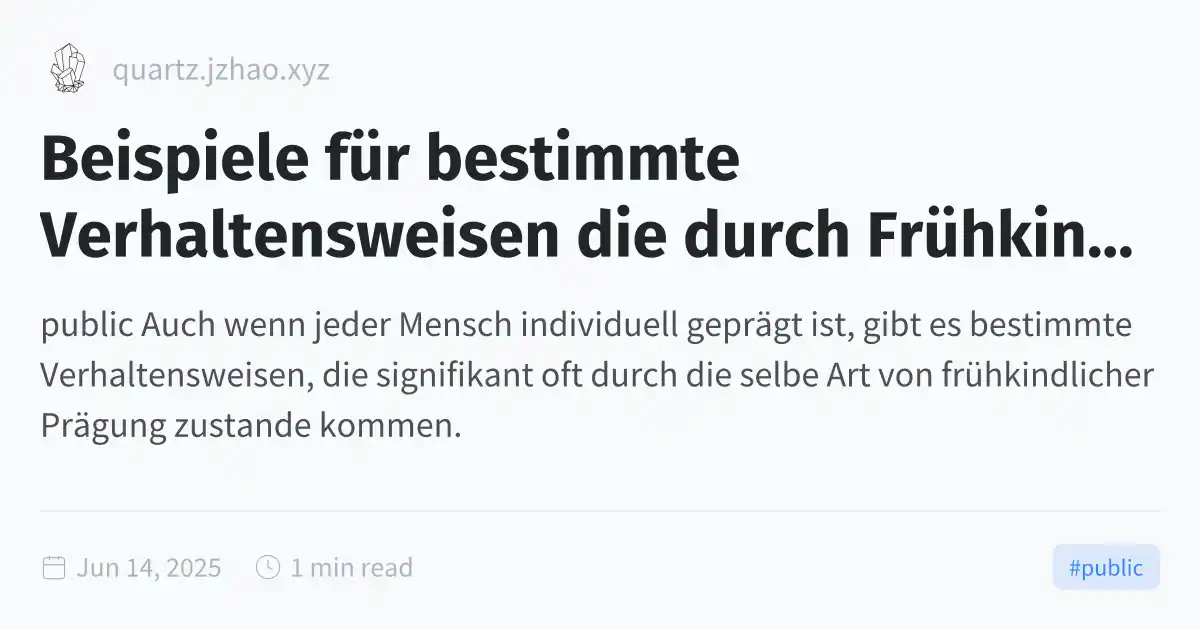 quartz.jzhao.xyz
Beispiele für bestimmte
Verhaltensweisen die durch Frühkin...
public Auch wenn jeder Mensch individuell geprägt ist, gibt es bestimmte
Verhaltensweisen, die signifikant oft durch die selbe Art von frühkindlicher
Prägung zustande kommen.
Jun 14, 2025 1 min read
#public